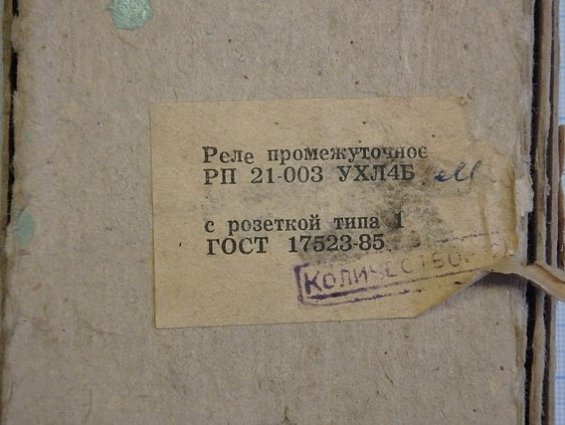 Реле промежуточное
РП 21-003 УХЛ4Б
с розеткой типа 1
ГОСТ 17523-85
КОЛИЧЕСТВО